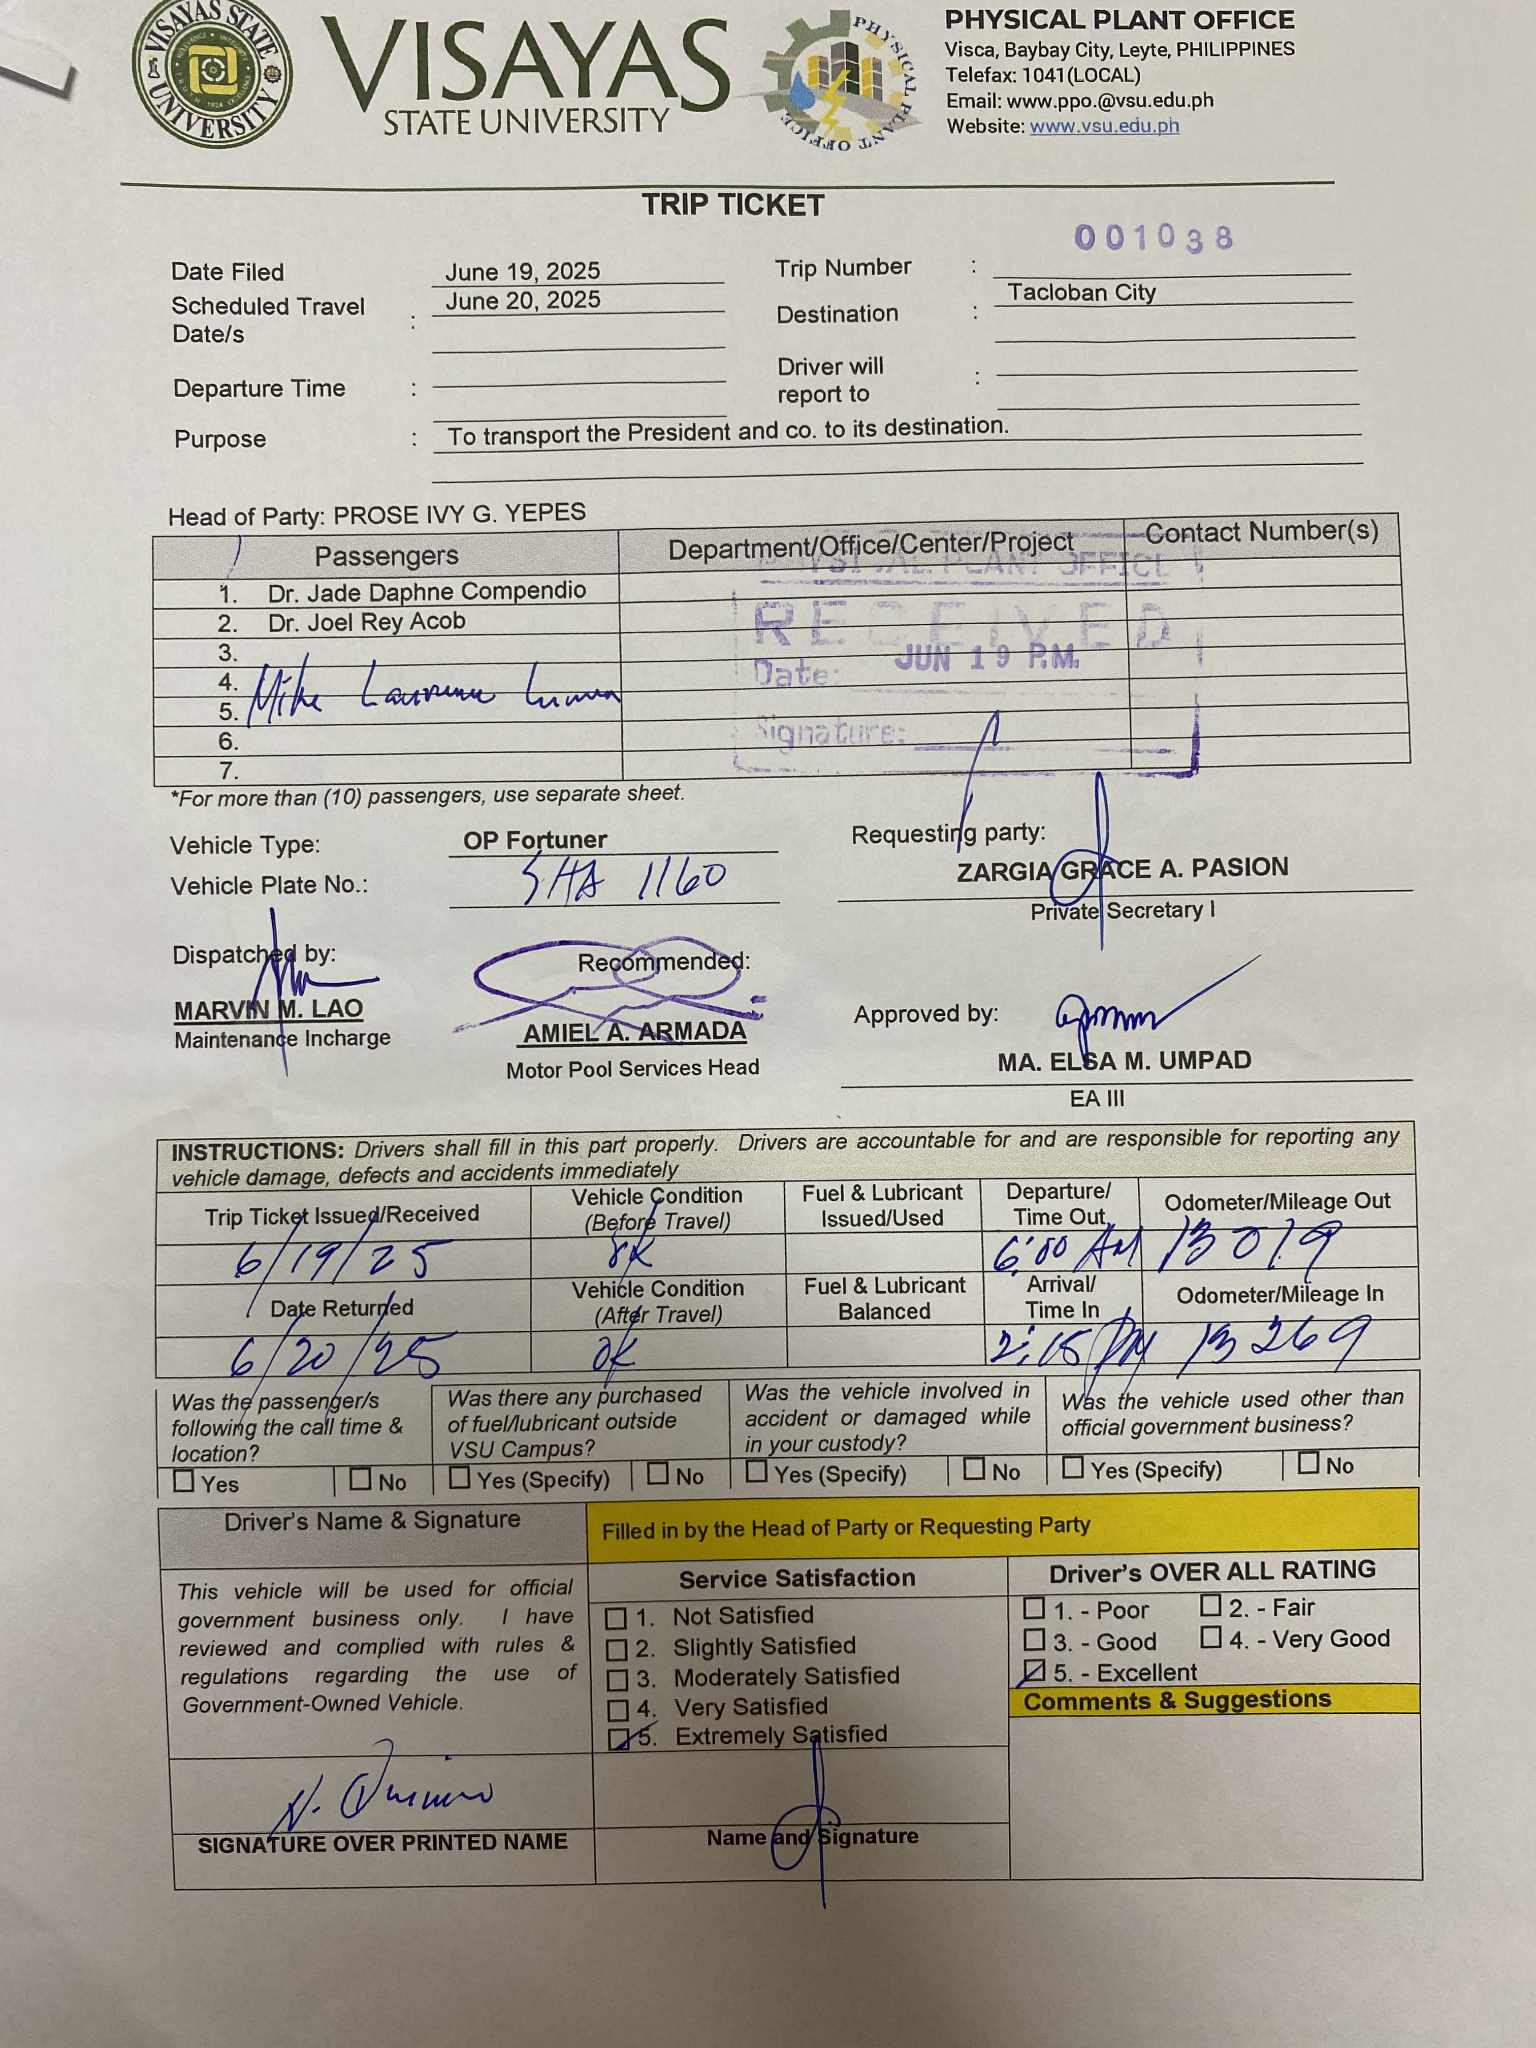 VISAYAS STATE UNIVERSITY
VISAYAS
STATE UNIVERSITY
PHYSICAL PLANT OFFICE
PHYSICAL PLANT OFFICE
Visca, Baybay City, Leyte, PHILIPPINES
Telefax: 1041(LOCAL)
Email: www.ppo.@vsu.edu.ph
Website: www.vsu.edu.ph
TRIP TICKET
001038
Date Filed June 19, 2025 Trip Number :
Scheduled Travel Date/s : June 20, 2025 Destination : Tacloban City
Departure Time : Driver will report to :
Purpose : To transport the President and co. to its destination.
Head of Party: PROSE IVY G. YEPES
Passengers Department/Office/Center/Project Contact Number(s)
1. Dr. Jade Daphne Compendio
2. Dr. Joel Rey Acob
3.
4.
5. Mike Laurence
6.
7.
PHYSICAL PLANT OFFICE
RECEIVED
Date: JUN 19 P.M.
Signature:
*For more than (10) passengers, use separate sheet.
Vehicle Type: OP Fortuner Requesting party:
Vehicle Plate No.: SHA 1160 ZARGIA GRACE A. PASION
Private Secretary I
Dispatched by: Recommended:
MARVIN M. LAO AMIEL A. ARMADA Approved by:
Maintenance Incharge Motor Pool Services Head MA. ELSA M. UMPAD
EA III
INSTRUCTIONS: Drivers shall fill in this part properly. Drivers are accountable for and are responsible for reporting any
vehicle damage, defects and accidents immediately
Trip Ticket Issued/Received Vehicle Condition (Before Travel) Fuel & Lubricant Issued/Used Departure/ Time Out Odometer/Mileage Out
6/19/25 OK 6:00 AM 13019
Date Returned Vehicle Condition (After Travel) Fuel & Lubricant Balanced Arrival/ Time In Odometer/Mileage In
6/20/25 OK 2:15 PM 13269
Was the passenger/s following the call time & location? Was there any purchased of fuel/lubricant outside VSU Campus? Was the vehicle involved in accident or damaged while in your custody? Was the vehicle used other than official government business?
Yes No Yes (Specify) No Yes (Specify) No Yes (Specify) No
Driver's Name & Signature Filled in by the Head of Party or Requesting Party
This vehicle will be used for official
government business only. I have
reviewed and complied with rules &
regulations regarding the use of
Government-Owned Vehicle.
SIGNATURE OVER PRINTED NAME
Service Satisfaction
1. Not Satisfied
2. Slightly Satisfied
3. Moderately Satisfied
4. Very Satisfied
5. Extremely Satisfied
Name and Signature
Driver's OVER ALL RATING
1. - Poor 2. - Fair
3. - Good 4. - Very Good
5. - Excellent
Comments & Suggestions